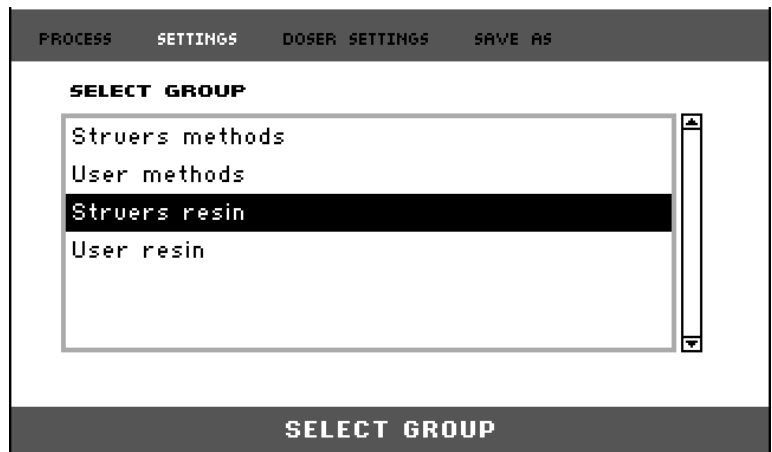 PROCESS SETTINGS DOSER SETTINGS SAVE AS
SELECT GROUP
Struers methods
User methods
Struers resin
User resin
SELECT GROUP